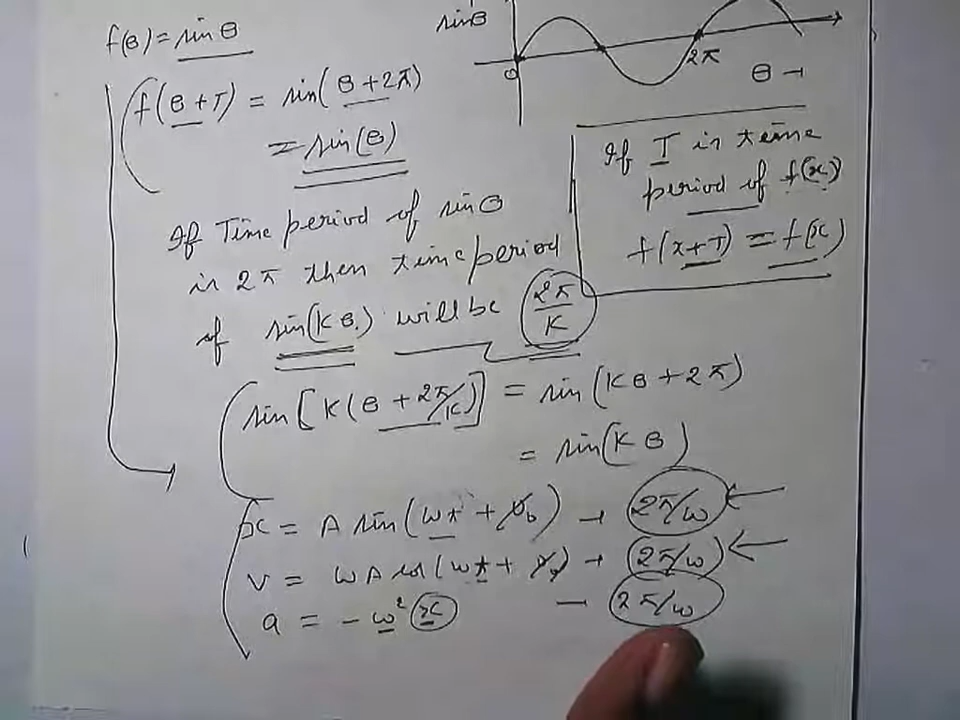 f(θ) = sin θ
f(θ + T) = sin(θ + 2π)
= sin(θ)
sinθ
0
2π
θ →
If T is time
period of f(x)
f(x+T) = f(x)
If Time period of sinθ
is 2π then time period
of sin(Kθ) will be 2π/K
sin[K(θ + 2π/K)] = sin(Kθ + 2π)
= sin(Kθ)
x = A sin(ωt + φ₀) → 2π/ω ←
v = ωA cos(ωt + φ₀) → 2π/ω ←
a = -ω² x — 2π/ω